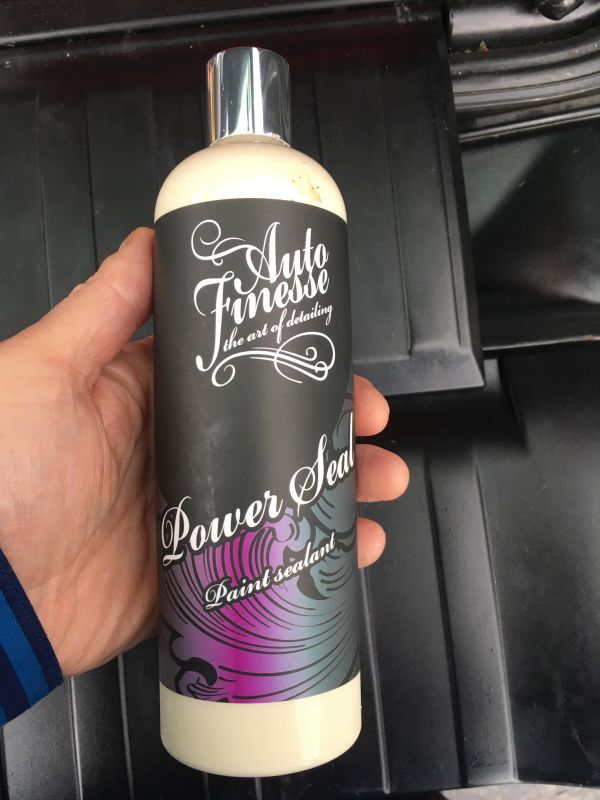 Auto
Finesse
the art of detailing
Power Seal
Paint sealant